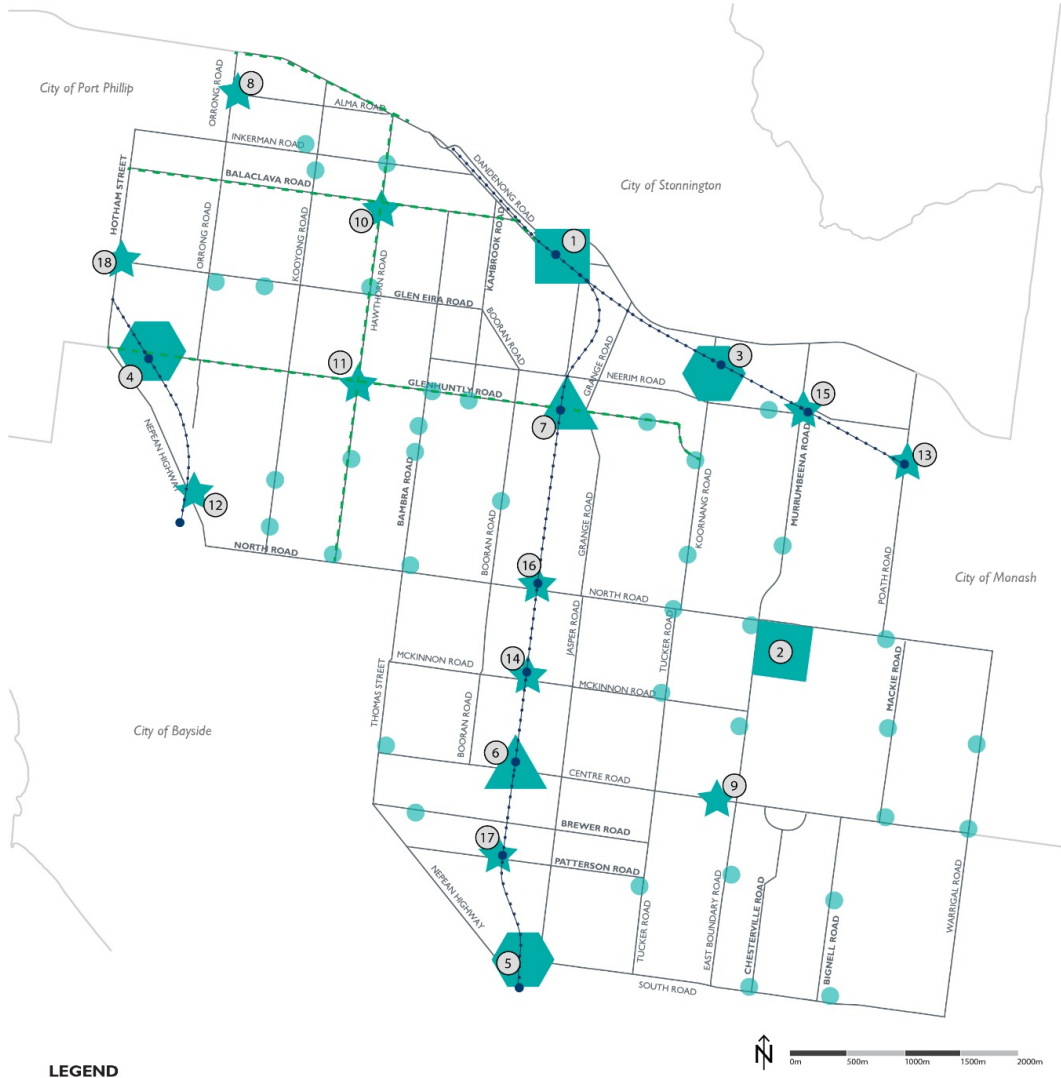 City of Port Phillip
ORRONG ROAD
8
ALMA ROAD
INKERMAN ROAD
DANDENONG ROAD
HOTHAM STREET
BALACLAVA ROAD
City of Stonnington
10
KAMBROOK ROAD
ORRONG ROAD
KOOYONG ROAD
1
18
HAWTHORN ROAD
GLEN EIRA ROAD
BOORAN ROAD
GRANGE ROAD
3
4
11
NEERIM ROAD
GLENHUNTLY ROAD
15
7
NEPEAN HIGHWAY
13
MURRUMBEENA ROAD
BAMBRA ROAD
KOORNANG ROAD
12
BOORAN ROAD
GRANGE ROAD
NORTH ROAD
16
POATH ROAD
City of Monash
NORTH ROAD
JASPER ROAD
TUCKER ROAD
2
14
MCKINNON ROAD
MCKINNON ROAD
MACKIE ROAD
THOMAS STREET
BOORAN ROAD
City of Bayside
6
CENTRE ROAD
9
BREWER ROAD
17
PATTERSON ROAD
NEPEAN HIGHWAY
TUCKER ROAD
EAST BOUNDARY ROAD
CHESTERVILLE ROAD
BIGNELL ROAD
WARRIGAL ROAD
5
SOUTH ROAD
N
0m 500m 1000m 1500m 2000m
LEGEND